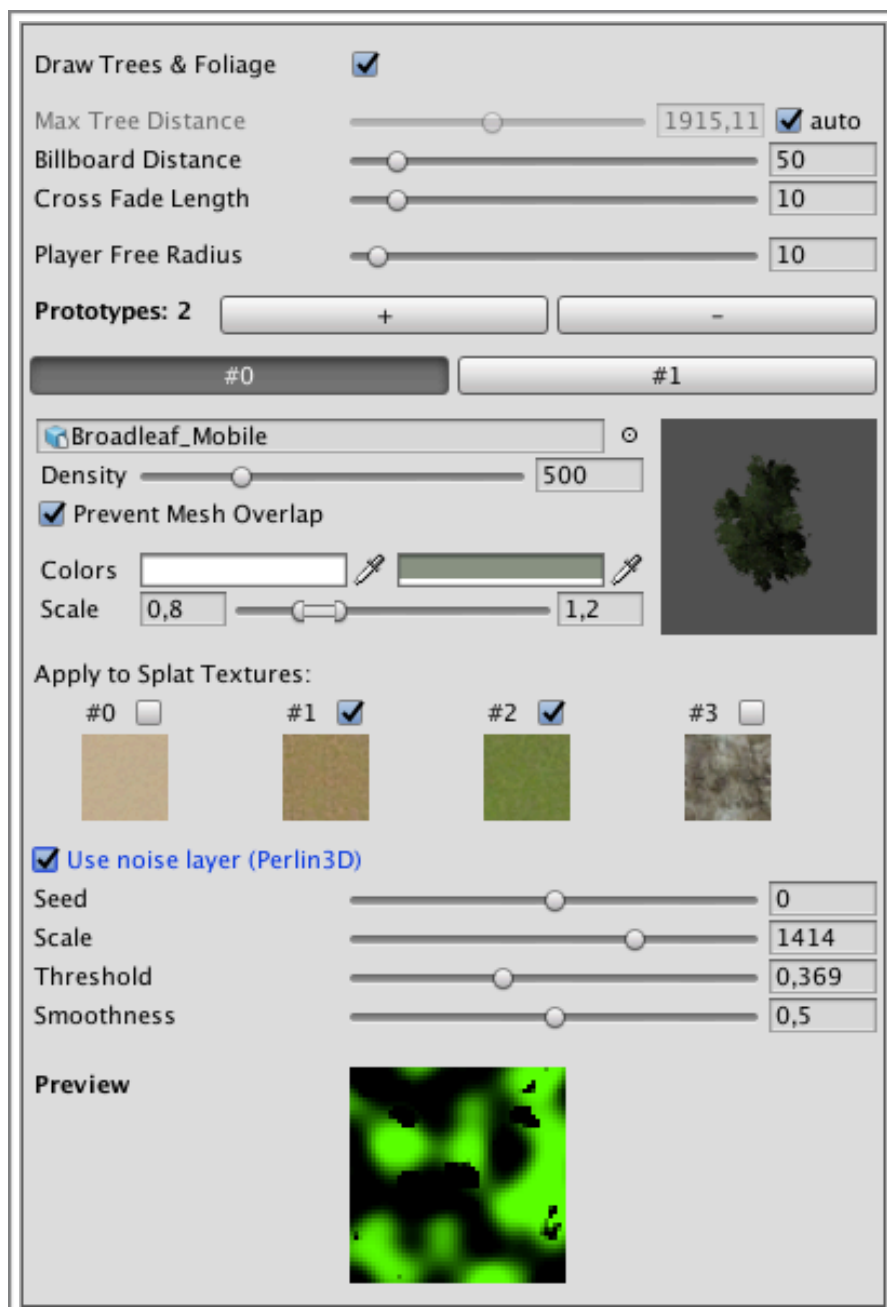 Draw Trees & Foliage
Max Tree Distance 1915,11 auto
Billboard Distance 50
Cross Fade Length 10
Player Free Radius 10
Prototypes: 2 + -
#0 #1
Broadleaf_Mobile
Density 500
Prevent Mesh Overlap
Colors
Scale 0,8 1,2
Apply to Splat Textures:
#0 #1 #2 #3
Use noise layer (Perlin3D)
Seed 0
Scale 1414
Threshold 0,369
Smoothness 0,5
Preview